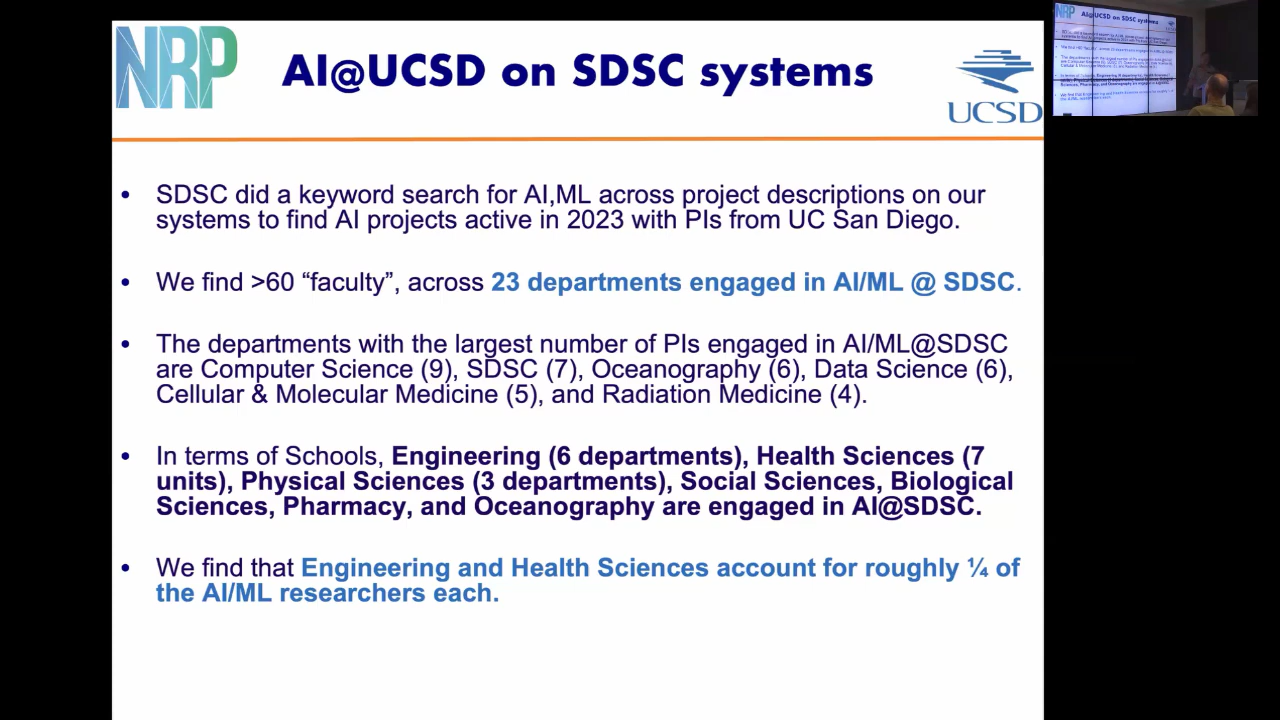 NRP
AI@UCSD on SDSC systems
UCSD
• SDSC did a keyword search for AI,ML across project descriptions on our
systems to find AI projects active in 2023 with PIs from UC San Diego.
• We find >60 “faculty”, across 23 departments engaged in AI/ML @ SDSC.
• The departments with the largest number of PIs engaged in AI/ML@SDSC
are Computer Science (9), SDSC (7), Oceanography (6), Data Science (6),
Cellular & Molecular Medicine (5), and Radiation Medicine (4).
• In terms of Schools, Engineering (6 departments), Health Sciences (7
units), Physical Sciences (3 departments), Social Sciences, Biological
Sciences, Pharmacy, and Oceanography are engaged in AI@SDSC.
• We find that Engineering and Health Sciences account for roughly ¼ of
the AI/ML researchers each.
NRP
AI@UCSD on SDSC systems